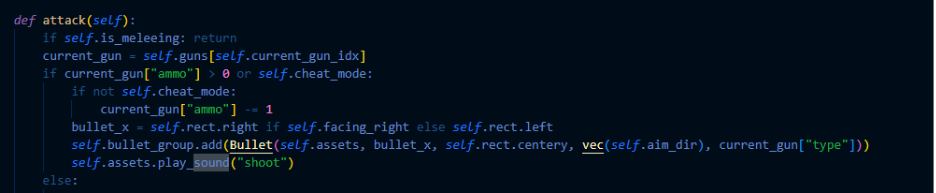 def attack(self):
if self.is_meleeing: return
current_gun = self.guns[self.current_gun_idx]
if current_gun["ammo"] > 0 or self.cheat_mode:
if not self.cheat_mode:
current_gun["ammo"] -= 1
bullet_x = self.rect.right if self.facing_right else self.rect.left
self.bullet_group.add(Bullet(self.assets, bullet_x, self.rect.centery, vec(self.aim_dir), current_gun["type"]))
self.assets.play_sound("shoot")
else: